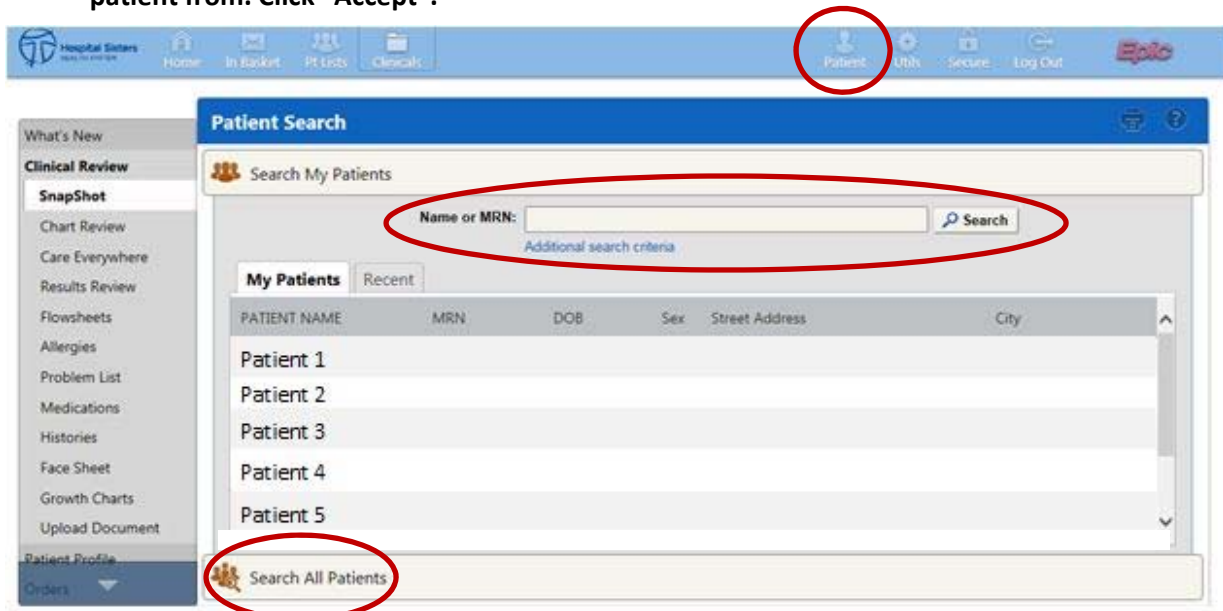 patient from. Click "Accept".
Hospital Sisters
Home In Basket Pt Lists Clinicals Patient Utils Secure Log Out Epic
What's New
Clinical Review
SnapShot
Chart Review
Care Everywhere
Results Review
Flowsheets
Allergies
Problem List
Medications
Histories
Face Sheet
Growth Charts
Upload Document
Patient Profile
Orders
Patient Search
Search My Patients
Name or MRN: Search
Additional search criteria
My Patients Recent
PATIENT NAME MRN DOB Sex Street Address City
Patient 1
Patient 2
Patient 3
Patient 4
Patient 5
Search All Patients